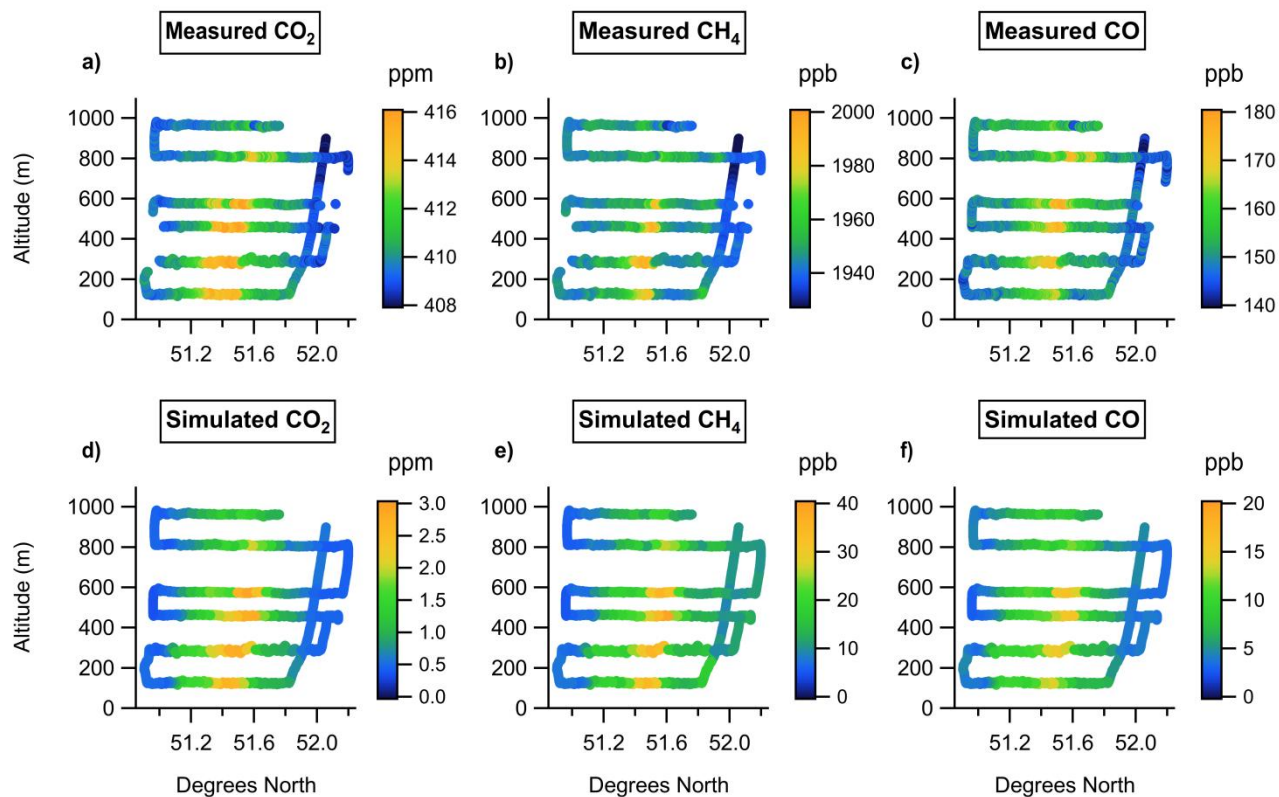 Measured CO₂
Measured CH₄
Measured CO
a)
b)
c)
ppm
ppb
ppb
Altitude (m)
1000
800
600
400
200
0
51.2 51.6 52.0
416
414
412
410
408
1000
800
600
400
200
0
51.2 51.6 52.0
2000
1980
1960
1940
1000
800
600
400
200
0
51.2 51.6 52.0
180
170
160
150
140
Simulated CO₂
Simulated CH₄
Simulated CO
d)
e)
f)
ppm
ppb
ppb
Altitude (m)
1000
800
600
400
200
0
51.2 51.6 52.0
Degrees North
3.0
2.5
2.0
1.5
1.0
0.5
0.0
1000
800
600
400
200
0
51.2 51.6 52.0
Degrees North
40
30
20
10
0
1000
800
600
400
200
0
51.2 51.6 52.0
Degrees North
20
15
10
5
0